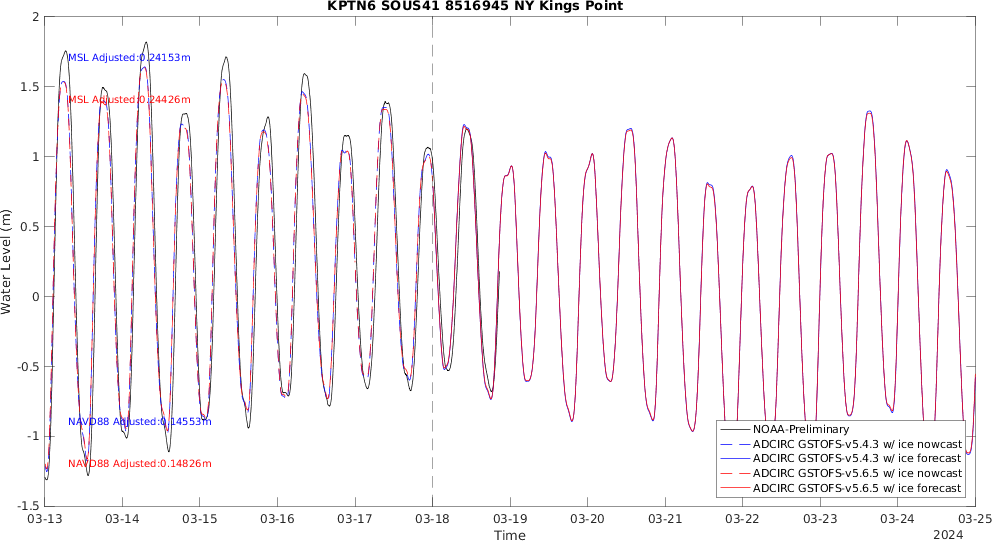 KPTN6 SOUS41 8516945 NY Kings Point
2
1.5
1
0.5
0
-0.5
-1
-1.5
Water Level (m)
MSL Adjusted:0.24153m
MSL Adjusted:0.24426m
NAVD88 Adjusted:0.14553m
NAVD88 Adjusted:0.14826m
NOAA-Preliminary
ADCIRC GSTOFS-v5.4.3 w/ ice nowcast
ADCIRC GSTOFS-v5.4.3 w/ ice forecast
ADCIRC GSTOFS-v5.6.5 w/ ice nowcast
ADCIRC GSTOFS-v5.6.5 w/ ice forecast
03-13 03-14 03-15 03-16 03-17 03-18 03-19 03-20 03-21 03-22 03-23 03-24 03-25
Time
2024